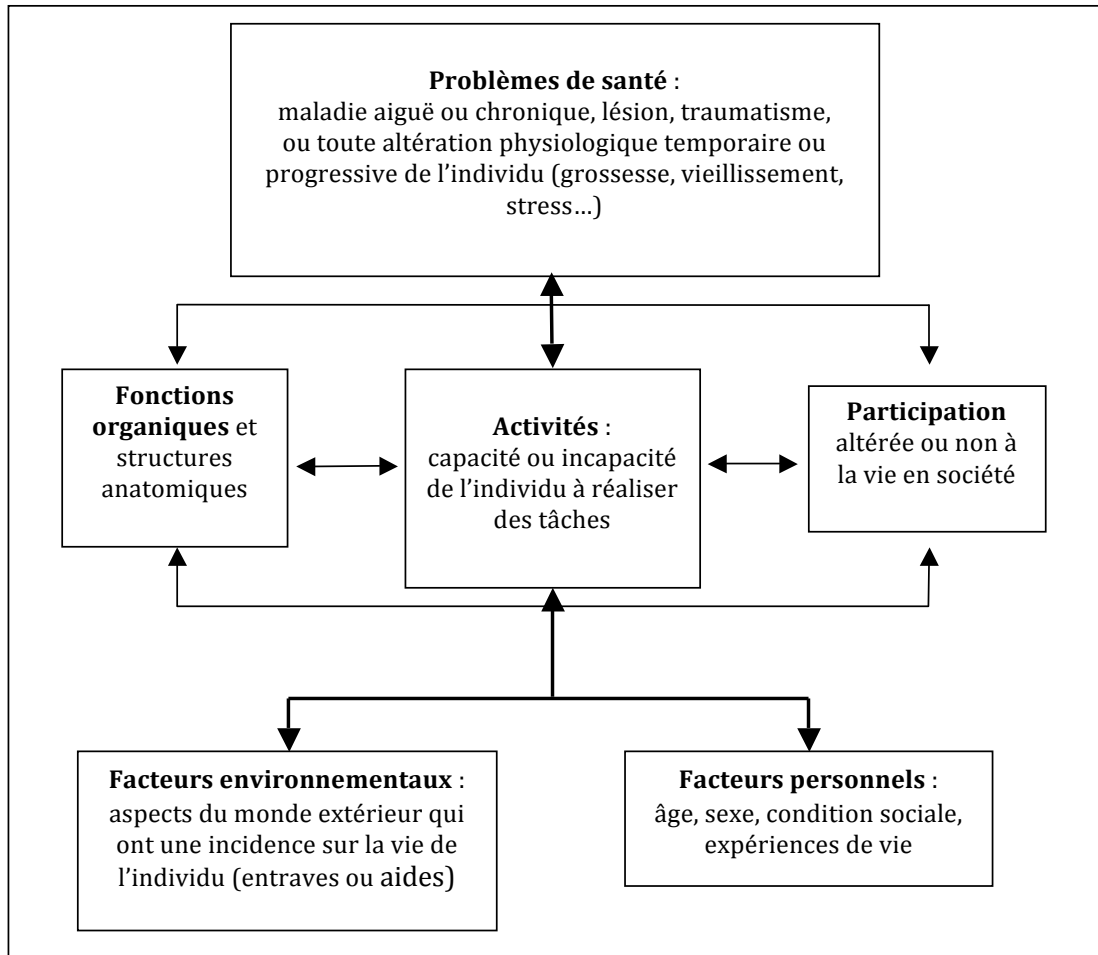 Problèmes de santé :
maladie aiguë ou chronique, lésion, traumatisme,
ou toute altération physiologique temporaire ou
progressive de l’individu (grossesse, vieillissement,
stress…)
Fonctions
organiques et
structures
anatomiques
Activités :
capacité ou incapacité
de l’individu à réaliser
des tâches
Participation
altérée ou non à
la vie en société
Facteurs environnementaux :
aspects du monde extérieur qui
ont une incidence sur la vie de
l’individu (entraves ou aides)
Facteurs personnels :
âge, sexe, condition sociale,
expériences de vie